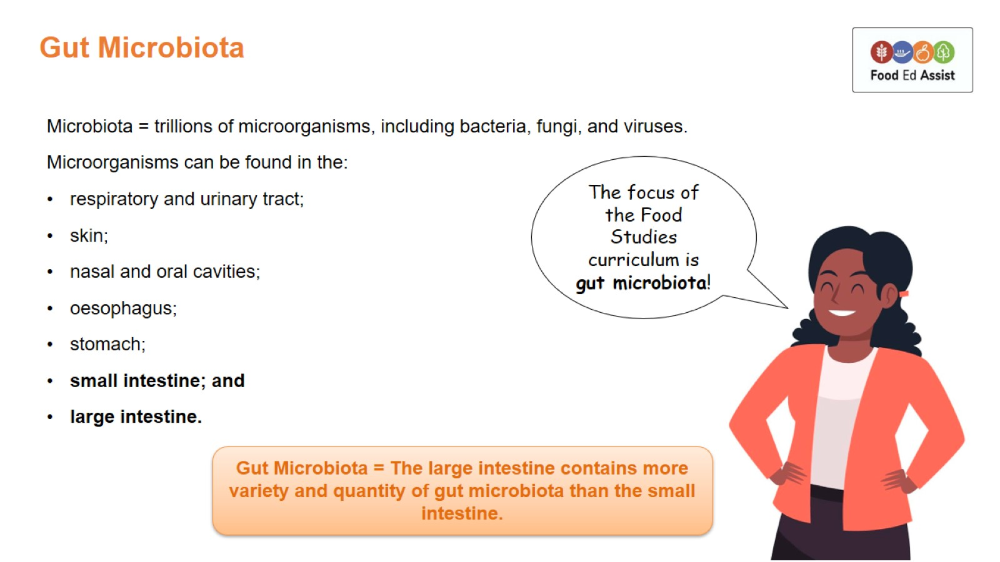 Gut Microbiota
Food Ed Assist
Microbiota = trillions of microorganisms, including bacteria, fungi, and viruses.
Microorganisms can be found in the:
• respiratory and urinary tract;
• skin;
• nasal and oral cavities;
• oesophagus;
• stomach;
• small intestine; and
• large intestine.
The focus of
the Food
Studies
curriculum is
gut microbiota!
Gut Microbiota = The large intestine contains more
variety and quantity of gut microbiota than the small
intestine.